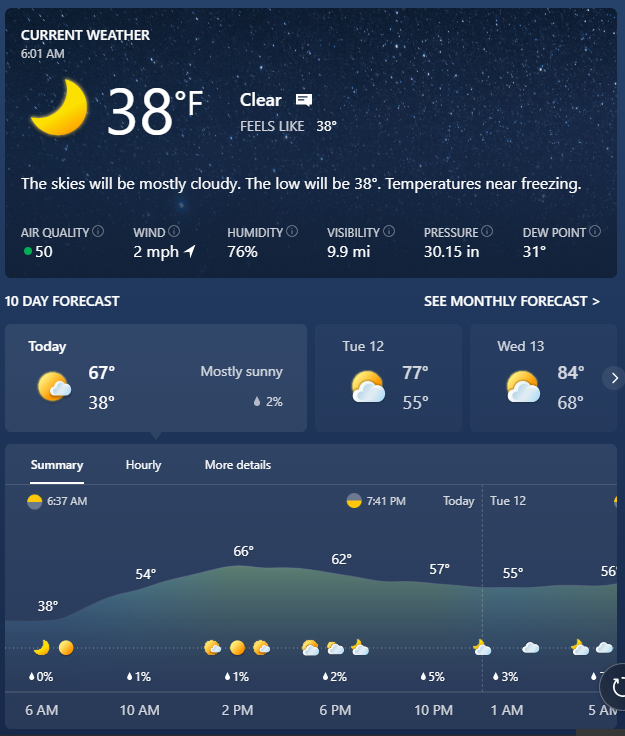 CURRENT WEATHER
6:01 AM
38°F
Clear
FEELS LIKE 38°
The skies will be mostly cloudy. The low will be 38°. Temperatures near freezing.
AIR QUALITY WIND HUMIDITY VISIBILITY PRESSURE DEW POINT
50 2 mph 76% 9.9 mi 30.15 in 31°
10 DAY FORECAST SEE MONTHLY FORECAST >
Today Tue 12 Wed 13
67° Mostly sunny 77° 84°
38° 2% 55° 68°
Summary Hourly More details
6:37 AM 7:41 PM Today Tue 12
38° 54° 66° 62° 57° 55° 56°
0% 1% 1% 2% 5% 3%
6 AM 10 AM 2 PM 6 PM 10 PM 1 AM 5 AM